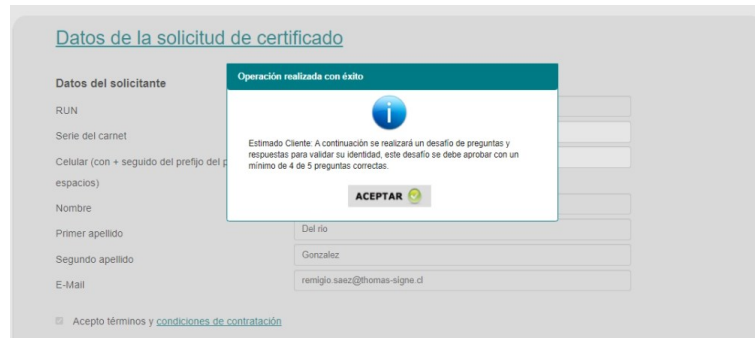 Datos de la solicitud de certificado
Operación realizada con éxito
Datos del solicitante
RUN
Serie del carnet
Estimado Cliente: A continuación se realizará un desafío de preguntas y
respuestas para validar su identidad, este desafío se debe aprobar con un
mínimo de 4 de 5 preguntas correctas.
Celular (con + seguido del prefijo del p
espacios)
ACEPTAR
Nombre
Primer apellido Del rio
Segundo apellido Gonzalez
E-Mail remigio.saez@thomas-signe.cl
Acepto términos y condiciones de contratación